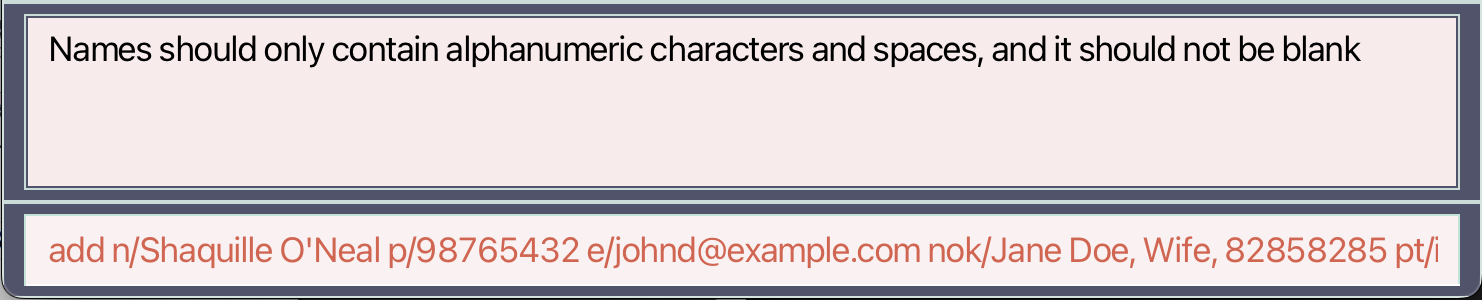 Names should only contain alphanumeric characters and spaces, and it should not be blank
add n/Shaquille O'Neal p/98765432 e/johnd@example.com nok/Jane Doe, Wife, 82858285 pt/i